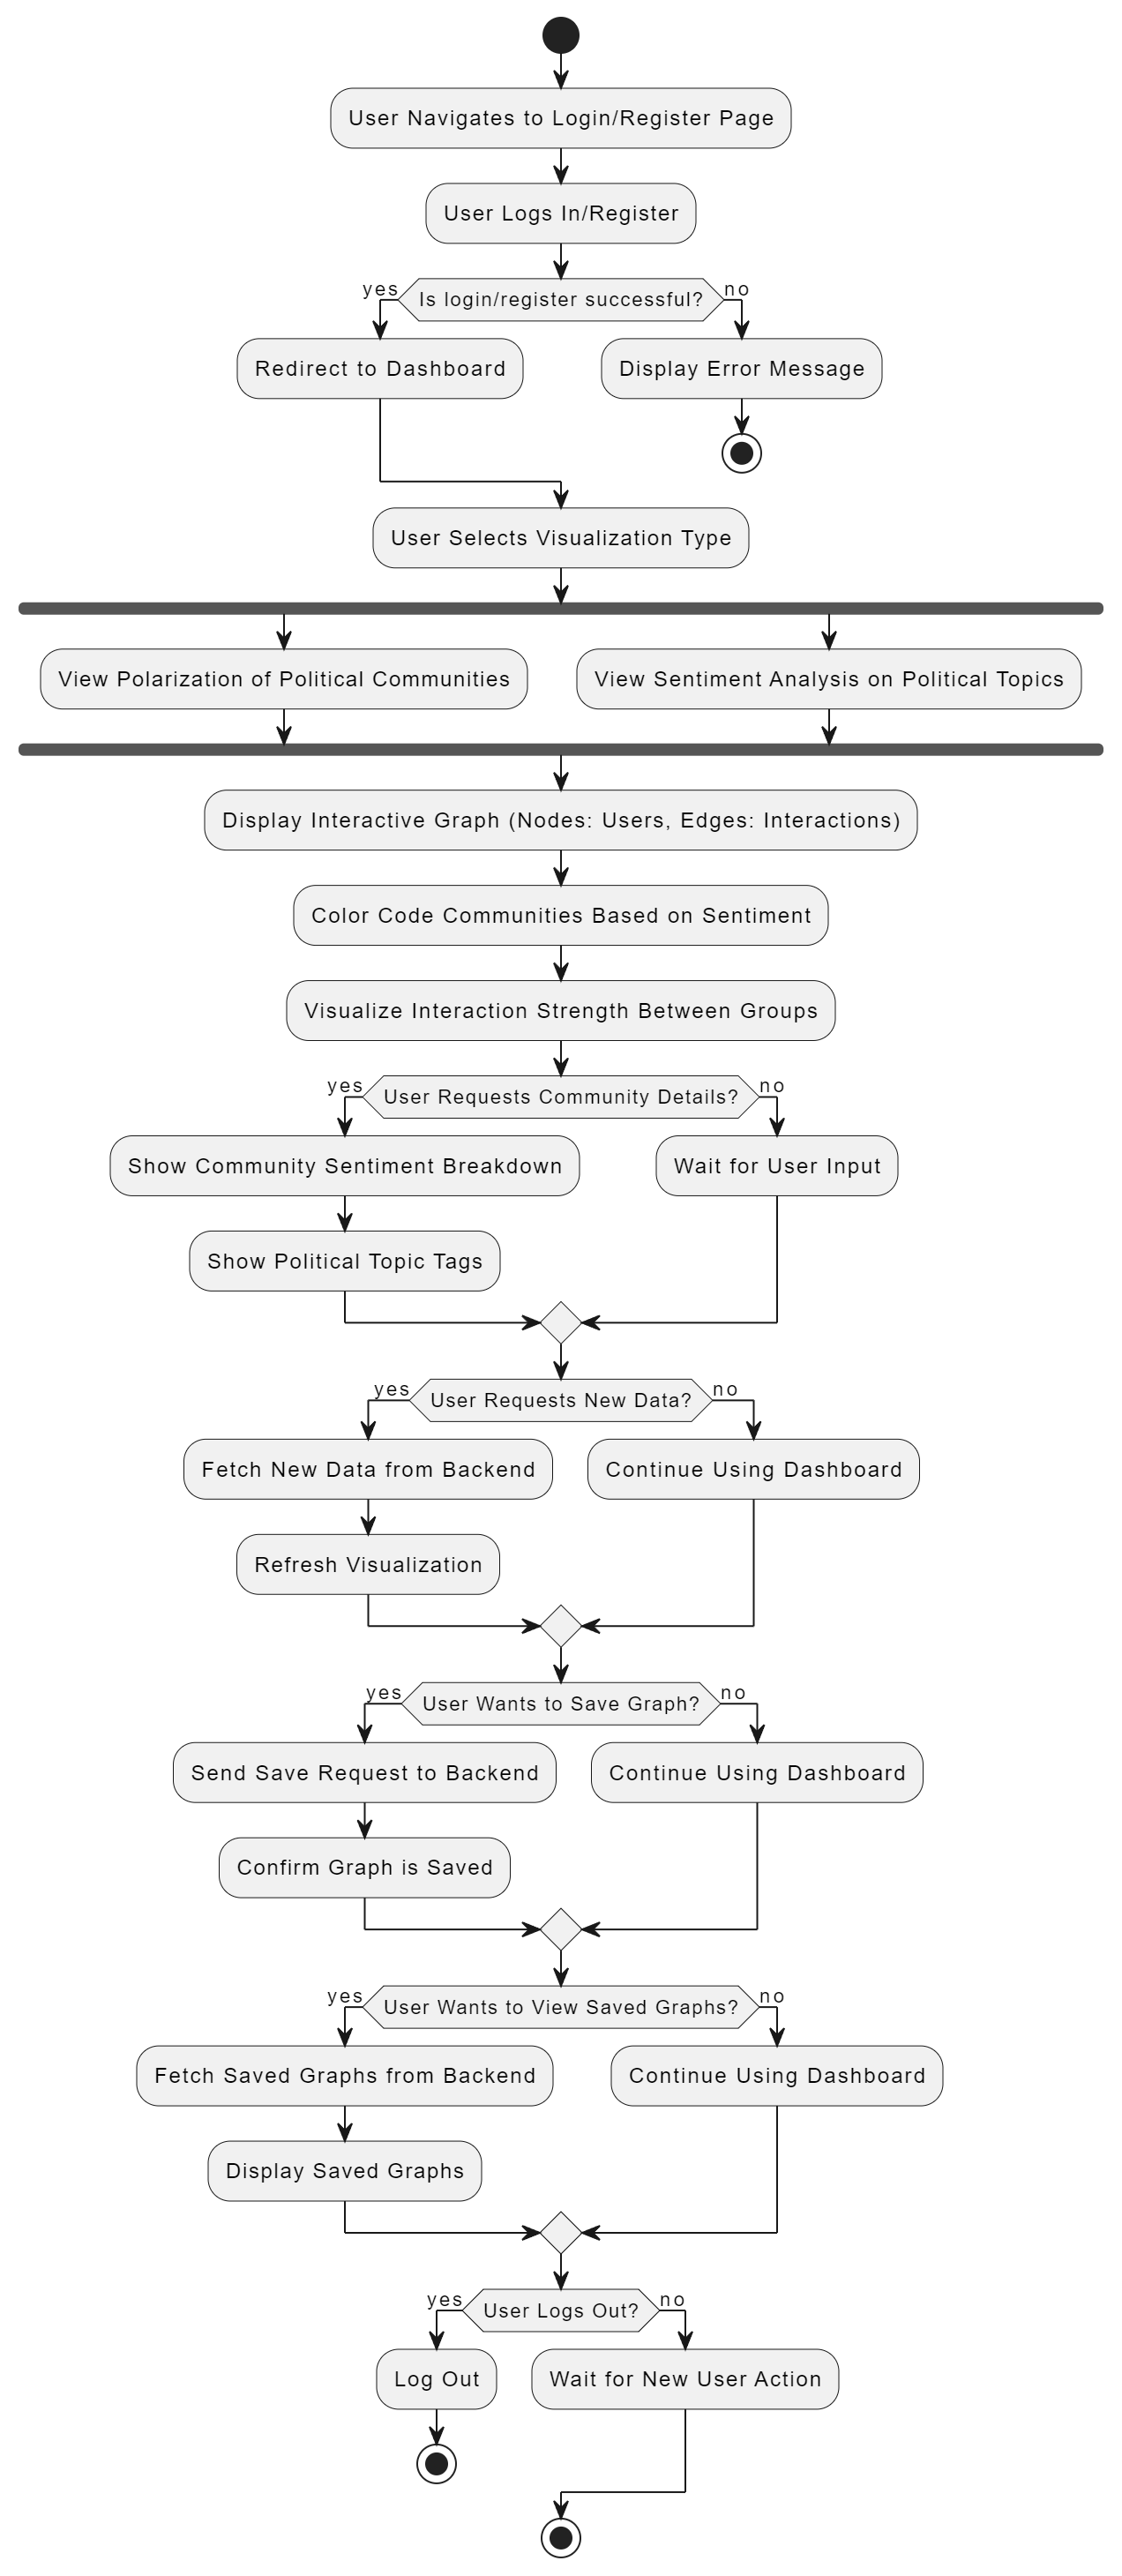 User Navigates to Login/Register Page
User Logs In/Register
yes
Is login/register successful?
no
Redirect to Dashboard
Display Error Message
User Selects Visualization Type
View Polarization of Political Communities
View Sentiment Analysis on Political Topics
Display Interactive Graph (Nodes: Users, Edges: Interactions)
Color Code Communities Based on Sentiment
Visualize Interaction Strength Between Groups
yes
User Requests Community Details?
no
Show Community Sentiment Breakdown
Wait for User Input
Show Political Topic Tags
yes
User Requests New Data?
no
Fetch New Data from Backend
Continue Using Dashboard
Refresh Visualization
yes
User Wants to Save Graph?
no
Send Save Request to Backend
Continue Using Dashboard
Confirm Graph is Saved
yes
User Wants to View Saved Graphs?
no
Fetch Saved Graphs from Backend
Continue Using Dashboard
Display Saved Graphs
yes
User Logs Out?
no
Log Out
Wait for New User Action